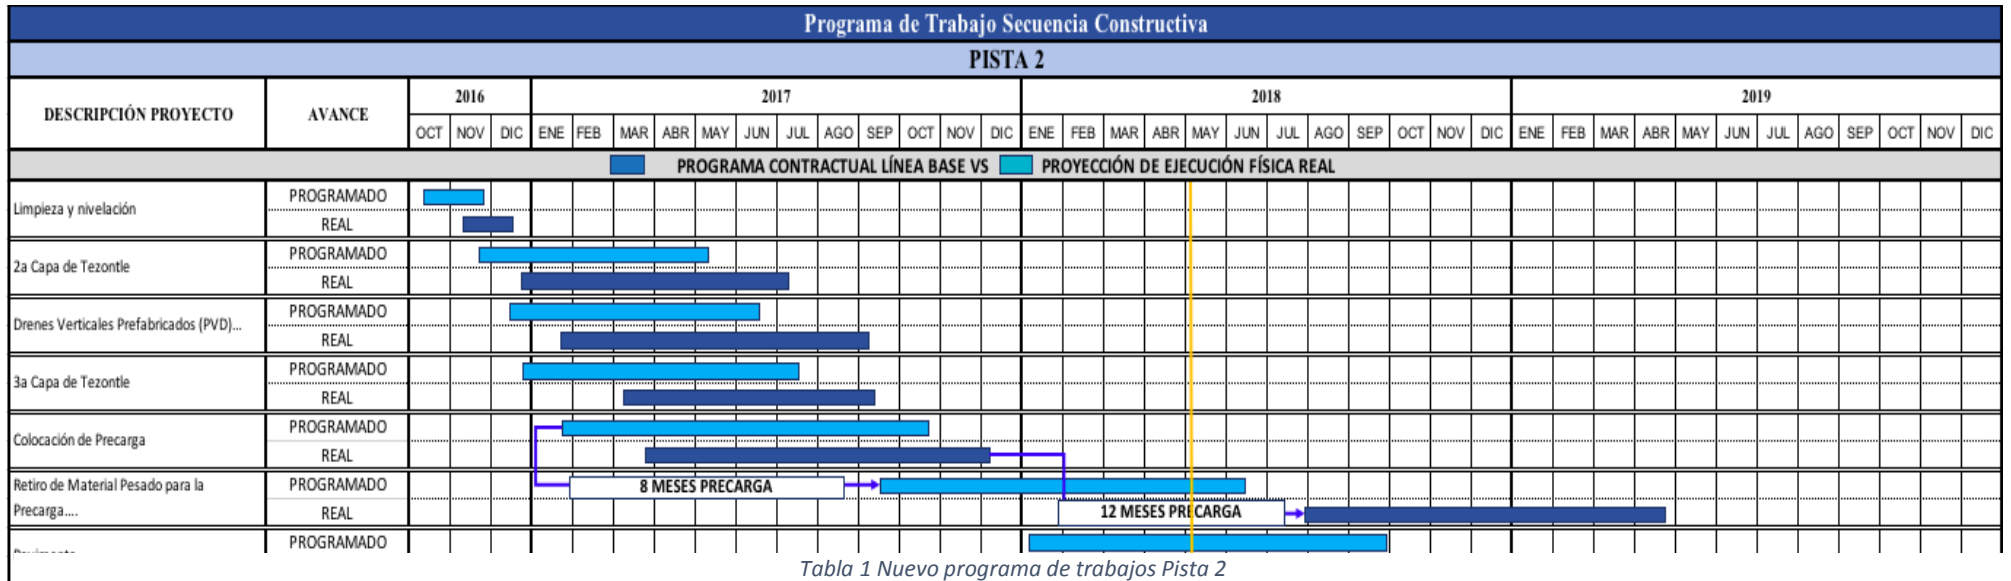 Programa de Trabajo Secuencia Constructiva
PISTA 2
DESCRIPCIÓN PROYECTO AVANCE 2016 2017 2018 2019
OCT NOV DIC ENE FEB MAR ABR MAY JUN JUL AGO SEP OCT NOV DIC ENE FEB MAR ABR MAY JUN JUL AGO SEP OCT NOV DIC ENE FEB MAR ABR MAY JUN JUL AGO SEP OCT NOV DIC
PROGRAMA CONTRACTUAL LÍNEA BASE VS PROYECCIÓN DE EJECUCIÓN FÍSICA REAL
Limpieza y nivelación
PROGRAMADO
REAL
2a Capa de Tezontle
PROGRAMADO
REAL
Drenes Verticales Prefabricados (PVD)...
PROGRAMADO
REAL
3a Capa de Tezontle
PROGRAMADO
REAL
Colocación de Precarga
PROGRAMADO
REAL
Retiro de Material Pesado para la
Precarga....
PROGRAMADO
8 MESES PRECARGA
REAL
12 MESES PRECARGA
PROGRAMADO
Tabla 1 Nuevo programa de trabajos Pista 2